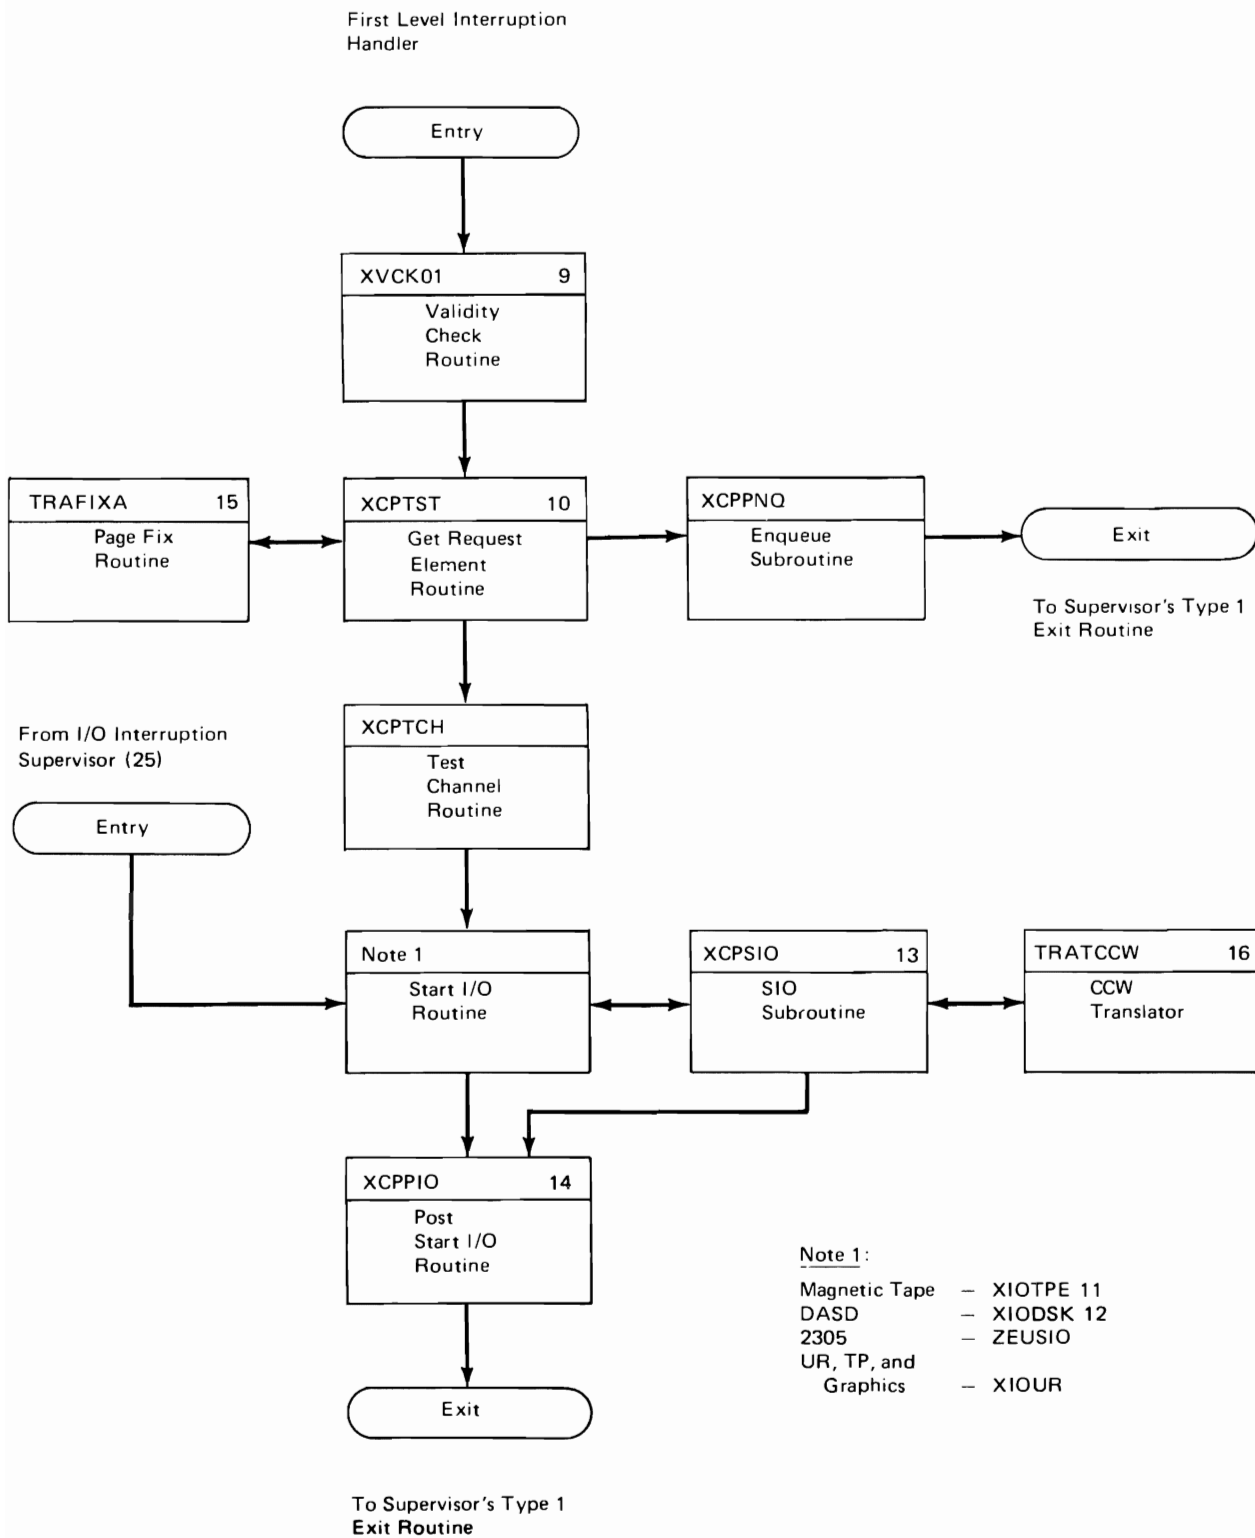 First Level Interruption
Handler
Entry
XVCK01 9
Validity
Check
Routine
TRAFIXA 15
Page Fix
Routine
XCPTST 10
Get Request
Element
Routine
XCPPNQ
Enqueue
Subroutine
Exit
To Supervisor's Type 1
Exit Routine
XCPTCH
Test
Channel
Routine
From I/O Interruption
Supervisor (25)
Entry
Note 1
Start I/O
Routine
XCPSIO 13
SIO
Subroutine
TRATCCW 16
CCW
Translator
XCPPIO 14
Post
Start I/O
Routine
Note 1:
Magnetic Tape – XIOTPE 11
DASD – XIODSK 12
2305 – ZEUSIO
UR, TP, and
Graphics – XIOUR
Exit
To Supervisor's Type 1
Exit Routine